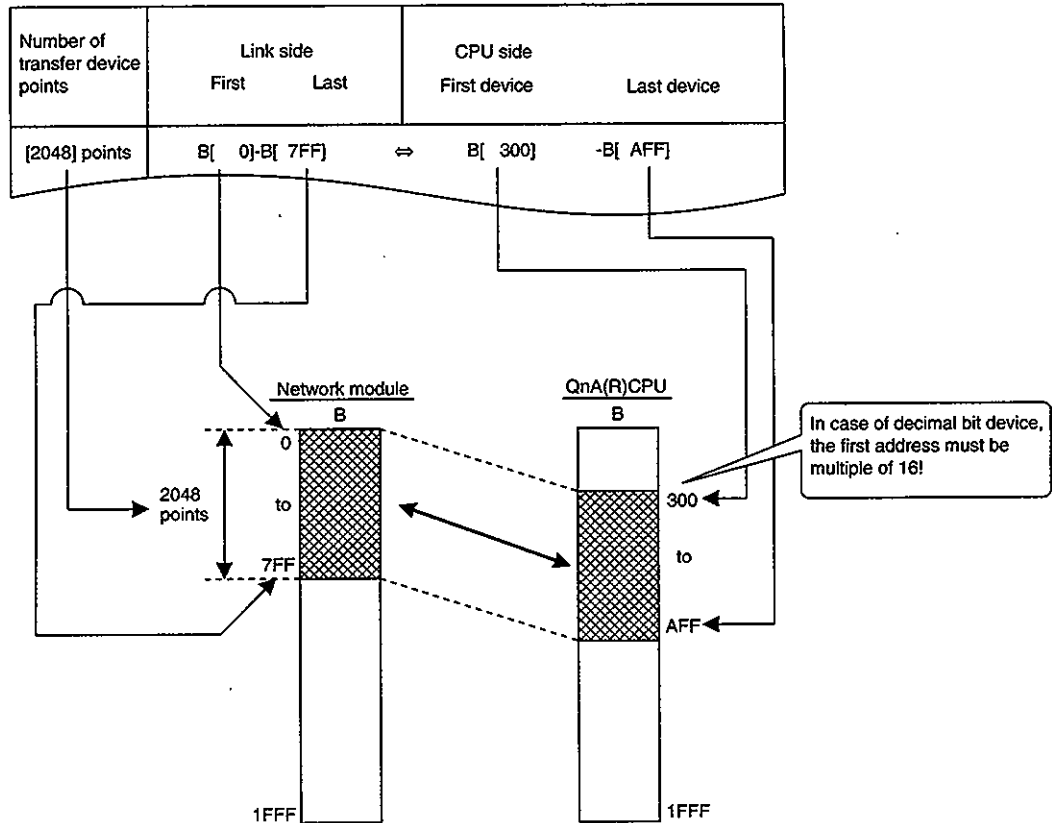 Number of
transfer device
points
Link side
First Last
CPU side
First device Last device
[2048] points B[ 0]-B[ 7FF] ⇔ B[ 300] -B[ AFF]
Network module
B
QnA(R)CPU
B
In case of decimal bit device,
the first address must be
multiple of 16!
0
300
2048
points
to
to
7FF
AFF
1FFF
1FFF